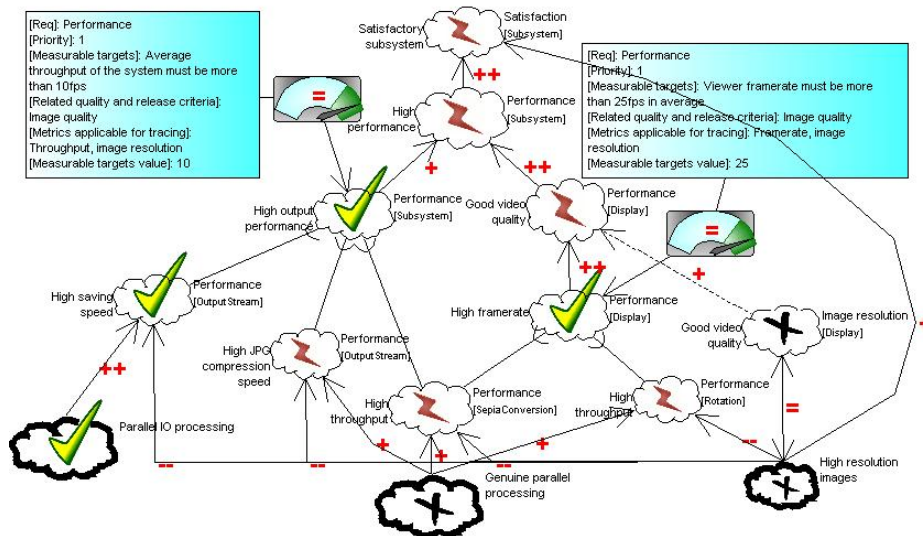 [Req]: Performance
[Priority]: 1
[Measurable targets]: Average
throughput of the system must be more
than 10fps
[Related quality and release criteria]:
Image quality
[Metrics applicable for tracing]:
Throughput, image resolution
[Measurable targets value]: 10
=
Satisfactory
subsystem
Satisfaction
[Subsystem]
++
[Req]: Performance
[Priority]: 1
[Measurable targets]: Viewer framerate must be more
than 25fps in average
[Related quality and release criteria]: Image quality
[Metrics applicable for tracing]: Framerate, image
resolution
[Measurable targets value]: 25
=
High
performance
Performance
[Subsystem]
+
++
High output
performance
Performance
[Subsystem]
Good video
quality
Performance
[Display]
++
+
High saving
speed
Performance
[Output Stream]
High framerate
Performance
[Display]
Good video
quality
Image resolution
[Display]
-
High JPG
compression
speed
Performance
[Output Stream]
++
High
throughput
Performance
[SepiaConversion]
High
throughput
Performance
[Rotation]
=
Parallel IO processing
--
--
+
+
--
+
--
Genuine parallel
processing
High resolution
images